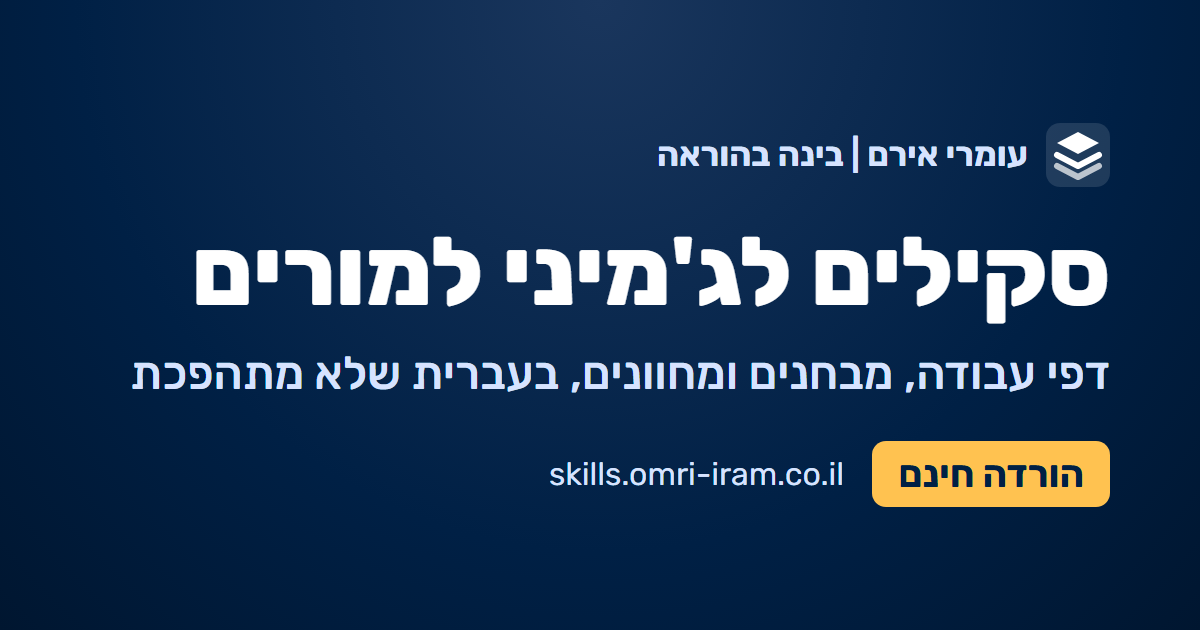 עומרי אירם | בינה בהוראה
סקילים לג'מיני למורים
דפי עבודה, מבחנים ומחוונים, בעברית שלא מתהפכת
הורדה חינם
skills.omri-iram.co.il